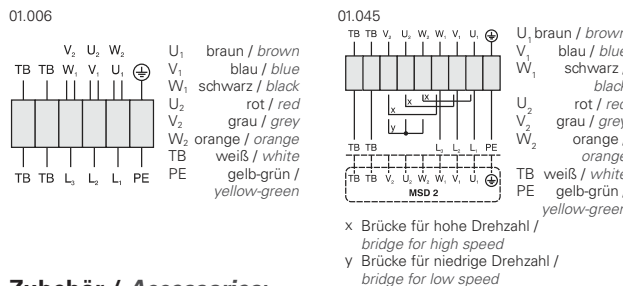 01.006
V₂ U₂ W₂
TB TB W₁ V₁ U₁
TB TB L₃ L₂ L₁ PE
U₁ braun / brown
V₁ blau / blue
W₁ schwarz / black
U₂ rot / red
V₂ grau / grey
W₂ orange / orange
TB weiß / white
PE gelb-grün /
yellow-green
01.045
TB TB V₂ U₂ W₂ W₁ V₁ U₁
x
x
y
L₃ L₂ L₁ PE
TB TB V₂ U₂ W₂ W₁ V₁ U₁
MSD 2
U₁ braun / brown
V₁ blau / blue
W₁ schwarz /
black
U₂ rot / red
V₂ grau / grey
W₂ orange /
orange
TB weiß / white
PE gelb-grün /
yellow-green
x Brücke für hohe Drehzahl /
bridge for high speed
y Brücke für niedrige Drehzahl /
bridge for low speed
Zubehör / Accessories: